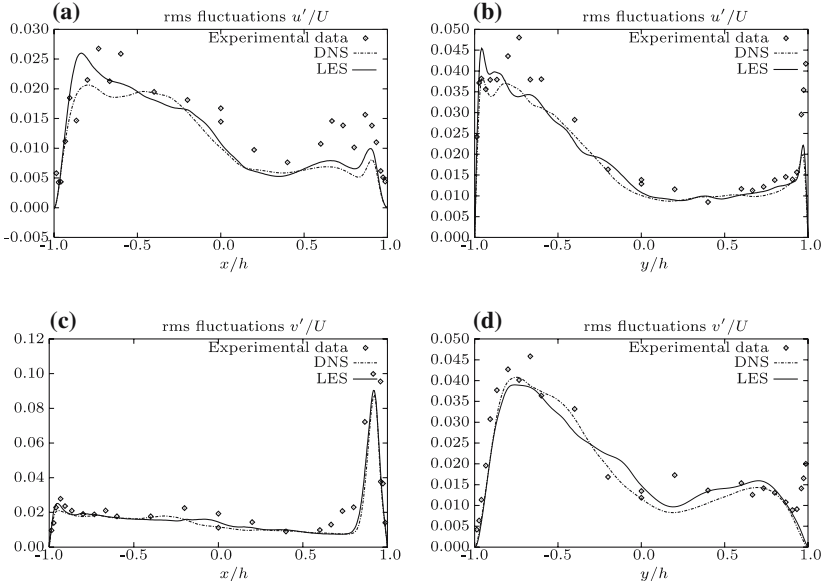 (a)
rms fluctuations u′/U
Experimental data
DNS
LES
0.030
0.025
0.020
0.015
0.010
0.005
0.000
-0.005
-1.0 -0.5 0.0 0.5 1.0
x/h
(b)
rms fluctuations u′/U
Experimental data
DNS
LES
0.050
0.045
0.040
0.035
0.030
0.025
0.020
0.015
0.010
0.005
0.000
-1.0 -0.5 0.0 0.5 1.0
y/h
(c)
rms fluctuations v′/U
Experimental data
DNS
LES
0.12
0.10
0.08
0.06
0.04
0.02
0.00
-1.0 -0.5 0.0 0.5 1.0
x/h
(d)
rms fluctuations v′/U
Experimental data
DNS
LES
0.050
0.045
0.040
0.035
0.030
0.025
0.020
0.015
0.010
0.005
0.000
-1.0 -0.5 0.0 0.5 1.0
y/h